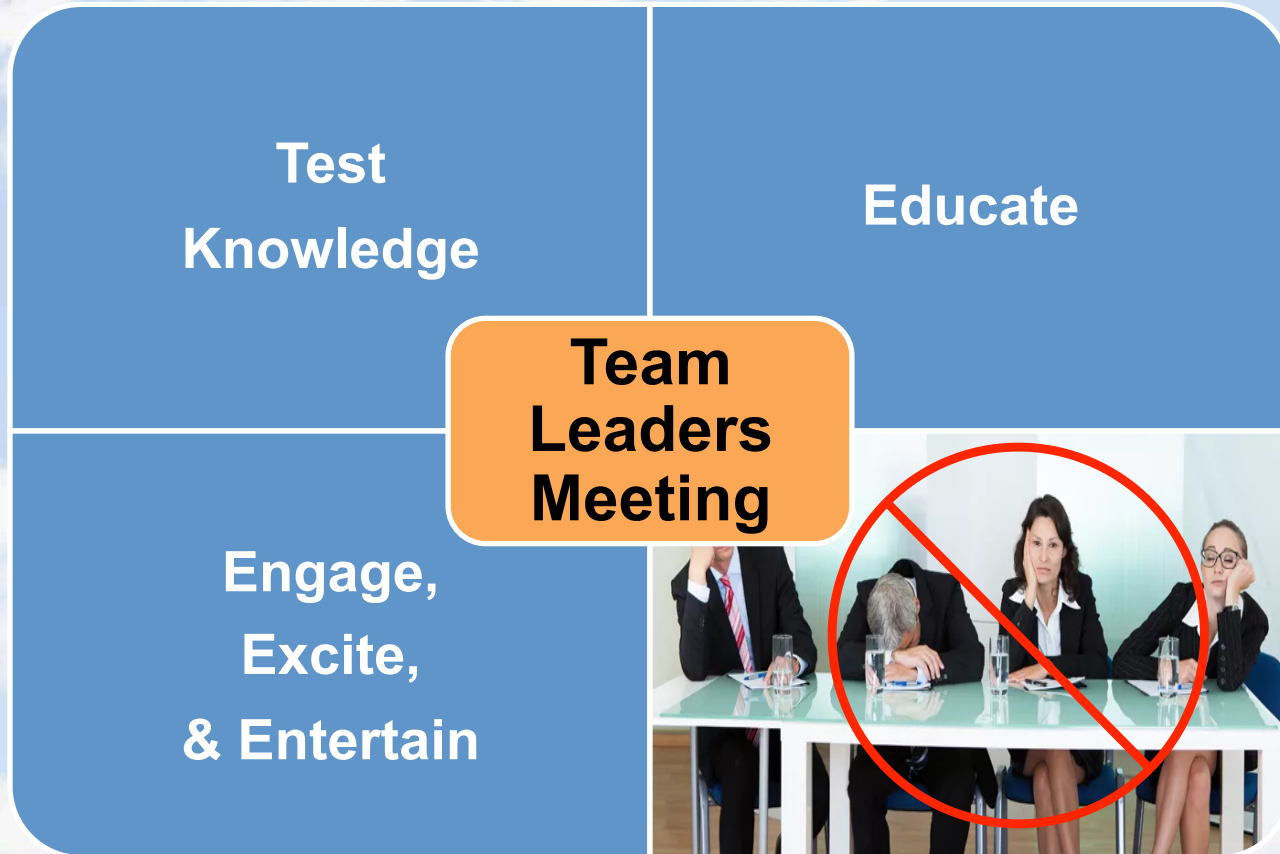 Test
Knowledge
Educate
Team
Leaders
Meeting
Engage,
Excite,
& Entertain